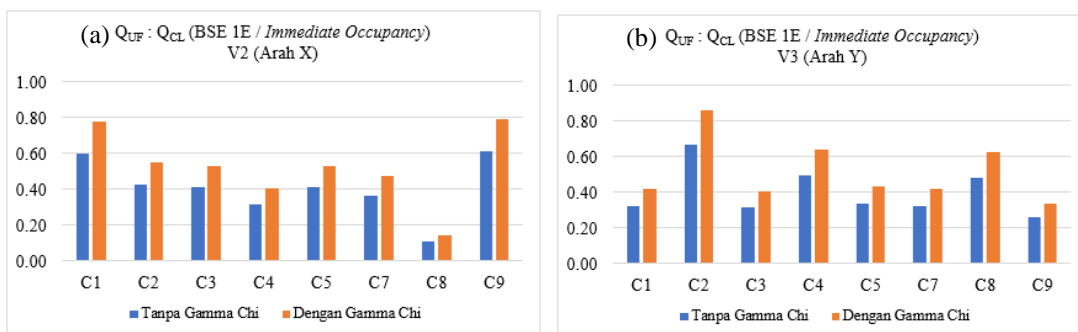 (a) QUF : QCL (BSE 1E / Immediate Occupancy)
V2 (Arah X)
1.00
0.80
0.60
0.40
0.20
0.00
C1 C2 C3 C4 C5 C7 C8 C9
Tanpa Gamma Chi Dengan Gamma Chi
(b) QUF : QCL (BSE 1E / Immediate Occupancy)
V3 (Arah Y)
1.00
0.80
0.60
0.40
0.20
0.00
C1 C2 C3 C4 C5 C7 C8 C9
Tanpa Gamma Chi Dengan Gamma Chi